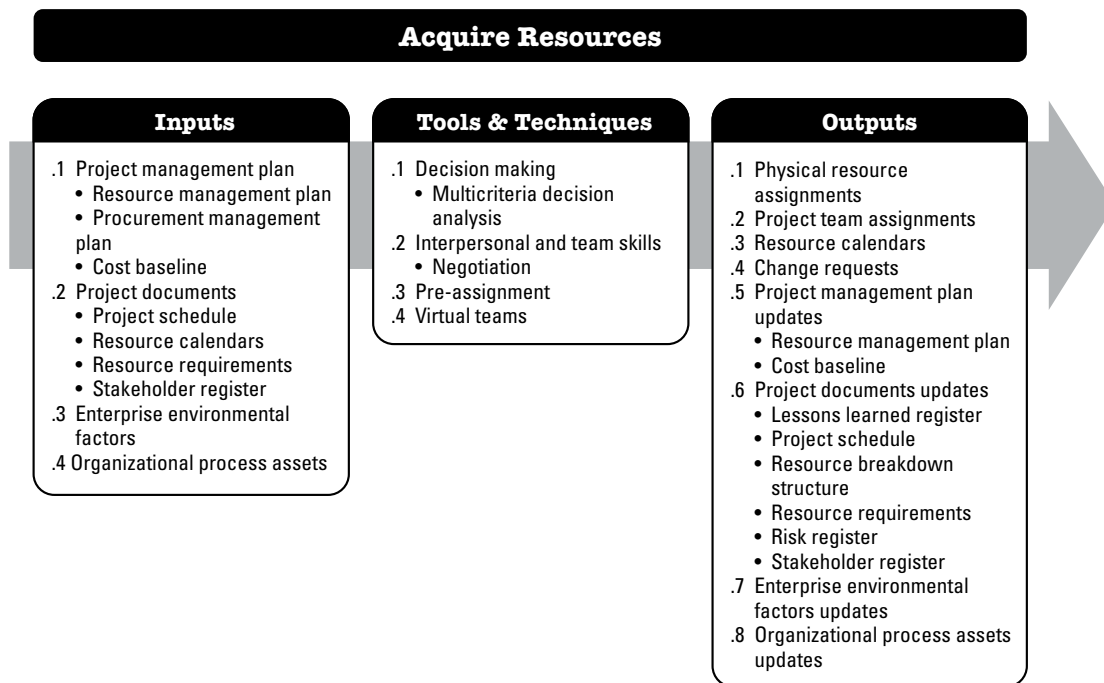 Acquire Resources
Inputs
.1 Project management plan
• Resource management plan
• Procurement management
plan
• Cost baseline
.2 Project documents
• Project schedule
• Resource calendars
• Resource requirements
• Stakeholder register
.3 Enterprise environmental
factors
.4 Organizational process assets
Tools & Techniques
.1 Decision making
• Multicriteria decision
analysis
.2 Interpersonal and team skills
• Negotiation
.3 Pre-assignment
.4 Virtual teams
Outputs
.1 Physical resource
assignments
.2 Project team assignments
.3 Resource calendars
.4 Change requests
.5 Project management plan
updates
• Resource management plan
• Cost baseline
.6 Project documents updates
• Lessons learned register
• Project schedule
• Resource breakdown
structure
• Resource requirements
• Risk register
• Stakeholder register
.7 Enterprise environmental
factors updates
.8 Organizational process assets
updates